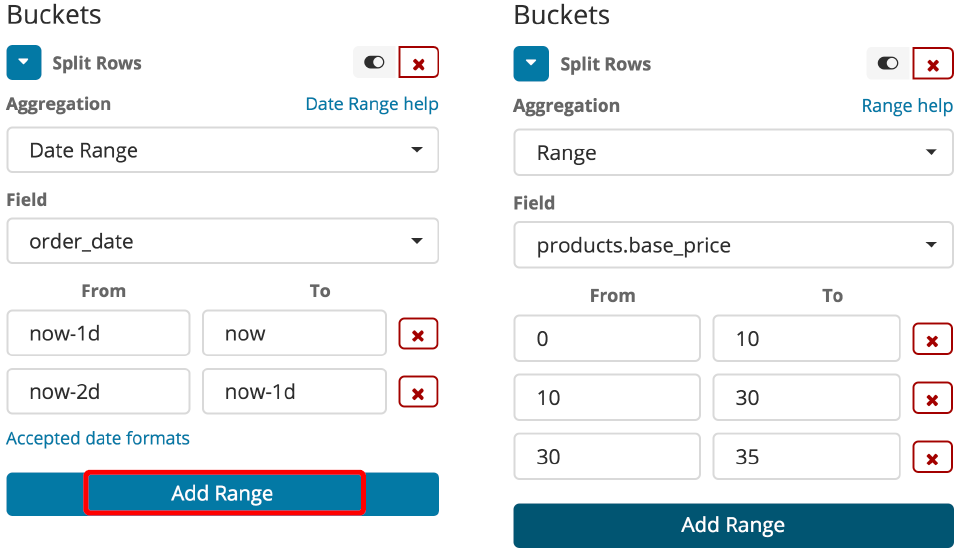 Buckets
Split Rows
Aggregation
Date Range help
Date Range
Field
order_date
From To
now-1d now
now-2d now-1d
Accepted date formats
Add Range
Buckets
Split Rows
Aggregation
Range help
Range
Field
products.base_price
From To
0 10
10 30
30 35
Add Range